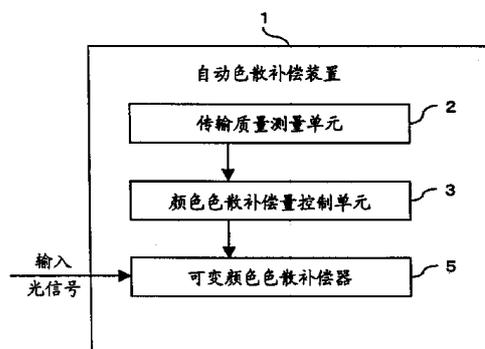 1
自动色散补偿装置
传输质量测量单元
2
颜色色散补偿量控制单元
3
输入
光信号
可变颜色色散补偿器
5